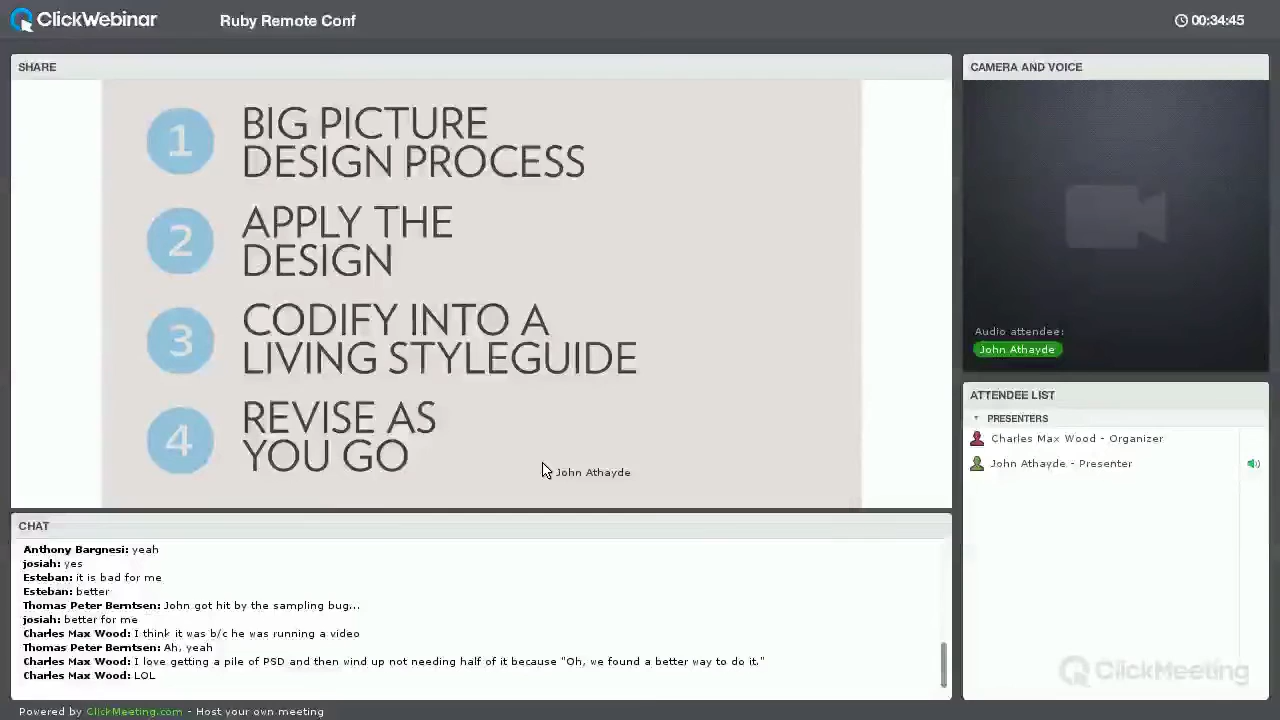 ClickWebinar
Ruby Remote Conf
00:34:45
SHARE
1
BIG PICTURE
DESIGN PROCESS
2
APPLY THE
DESIGN
3
CODIFY INTO A
LIVING STYLEGUIDE
4
REVISE AS
YOU GO
John Athayde
CAMERA AND VOICE
Audio attendee:
John Athayde
ATTENDEE LIST
PRESENTERS
Charles Max Wood - Organizer
John Athayde - Presenter
CHAT
Anthony Bargnesi: yeah
josiah: yes
Esteban: it is bad for me
Esteban: better
Thomas Peter Berntsen: John got hit by the sampling bug...
josiah: better for me
Charles Max Wood: I think it was b/c he was running a video
Thomas Peter Berntsen: Ah, yeah
Charles Max Wood: I love getting a pile of PSD and then wind up not needing half of it because "Oh, we found a better way to do it."
Charles Max Wood: LOL
ClickMeeting
Powered by ClickMeeting.com - Host your own meeting